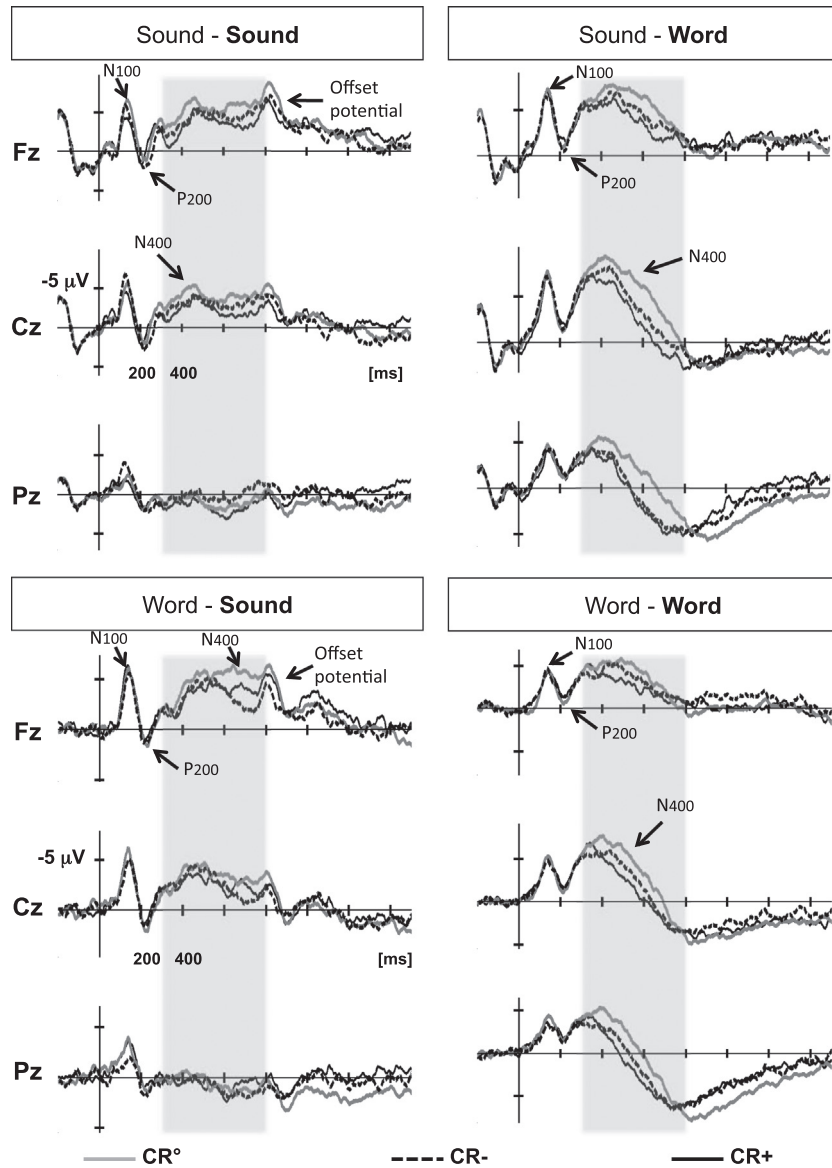 Sound - Sound
N100
Offset
potential
Fz
P200
N400
-5 µV
Cz
200 400
[ms]
Pz
Sound - Word
N100
P200
N400
Word - Sound
N100
N400
Offset
potential
Fz
P200
-5 µV
Cz
200 400
[ms]
Pz
Word - Word
N100
P200
N400
CR° CR- CR+